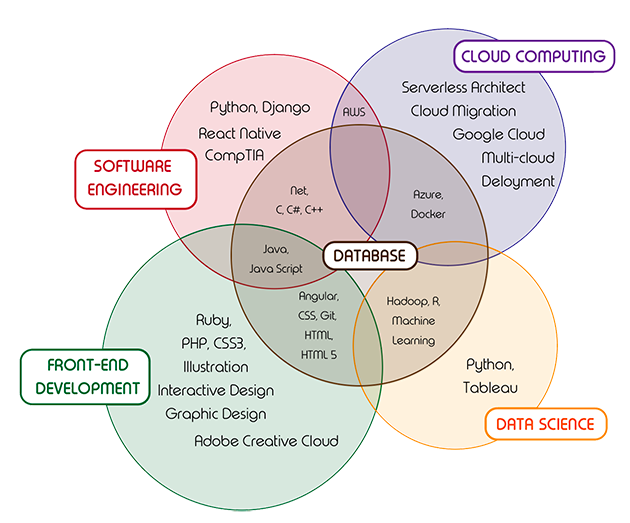 CLOUD COMPUTING
Serverless Architect
Cloud Migration
Google Cloud
Multi-cloud
Deloyment
AWS
Python, Django
React Native
CompTIA
SOFTWARE
ENGINEERING
Net,
C, C#, C++
Azure,
Docker
Java,
Java Script
DATABASE
Angular,
CSS, Git,
HTML,
HTML 5
Hadoop, R,
Machine
Learning
Ruby,
PHP, CSS3,
Illustration
Interactive Design
Graphic Design
Adobe Creative Cloud
FRONT-END
DEVELOPMENT
Python,
Tableau
DATA SCIENCE